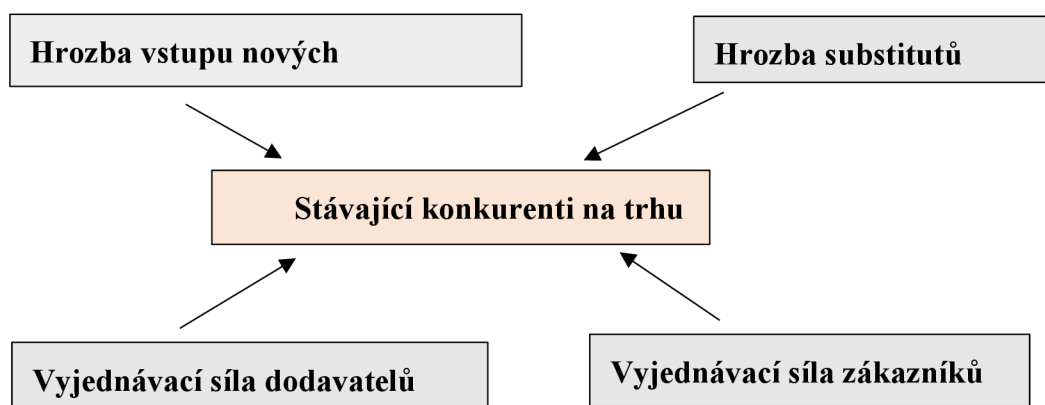 Hrozba vstupu nových
Hrozba substitutů
Stávající konkurenti na trhu
Vyjednávací síla dodavatelů
Vyjednávací síla zákazníků